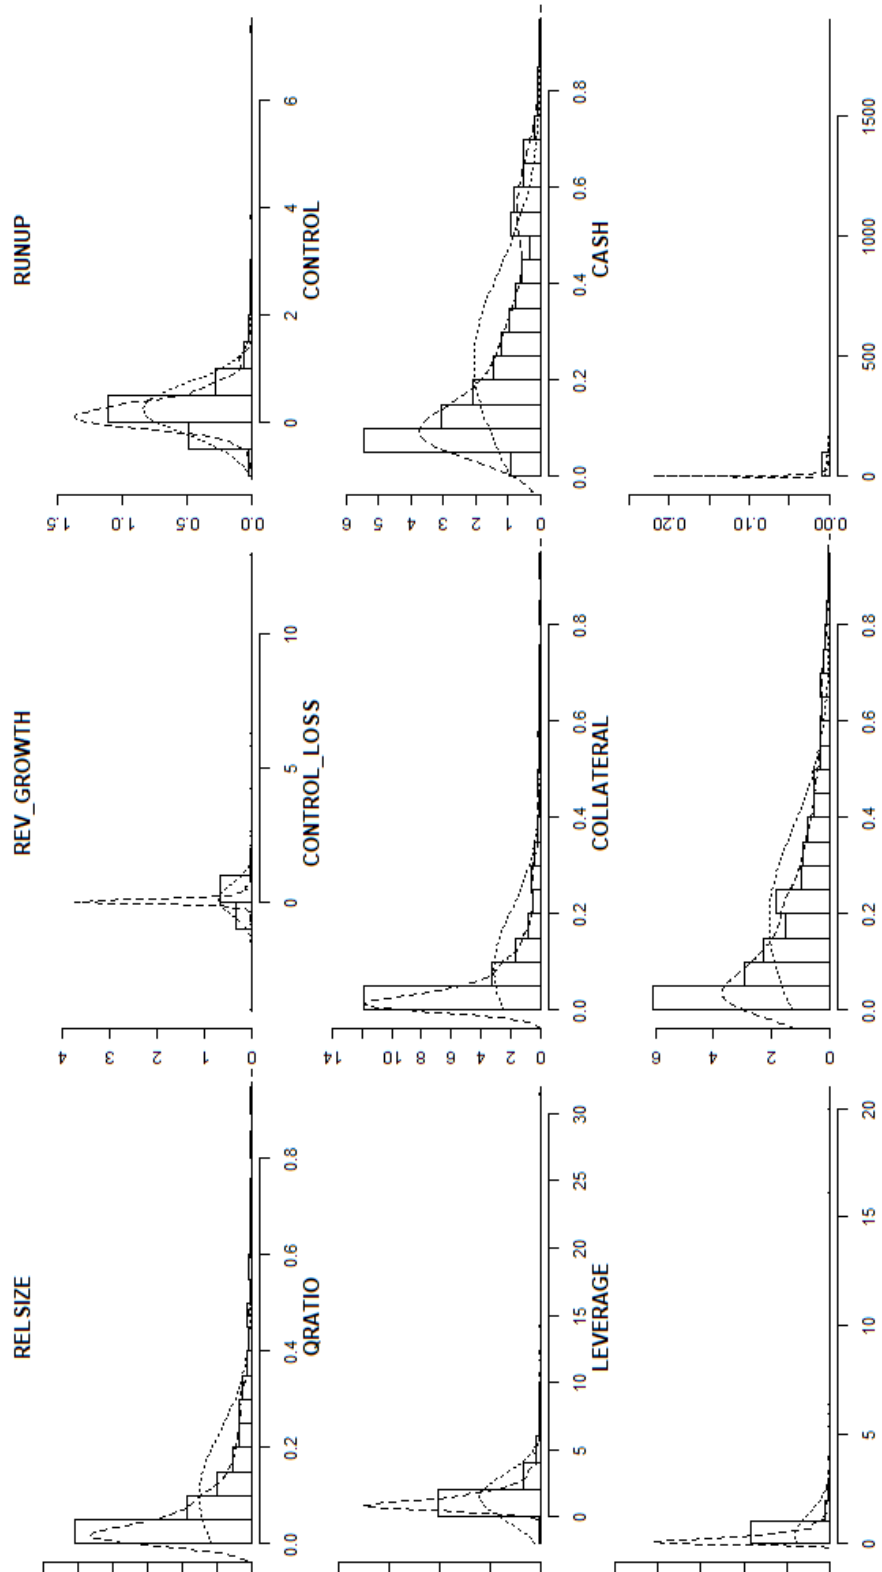 RELSIZE
0.0 0.2 0.4 0.6 0.8
REV_GROWTH
0 1 2 3 4
0 5 10
RUNUP
0.0 0.5 1.0 1.5
0 2 4 6
QRATIO
0 5 10 15 20 25 30
CONTROL_LOSS
0 2 4 6 8 10 14
0.0 0.2 0.4 0.6 0.8
CONTROL
0 1 2 3 4 5 6
0.0 0.2 0.4 0.6 0.8
LEVERAGE
0 5 10 15 20
COLLATERAL
0 2 4 6
0.0 0.2 0.4 0.6 0.8
CASH
0.00 0.10 0.20
0 500 1000 1500